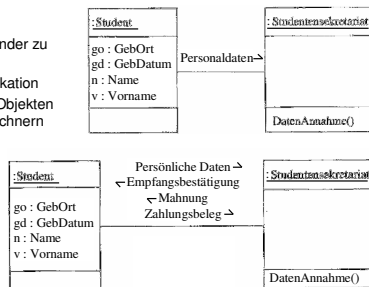 nder zu
kation
Objekten
chnern
:Student
go : GebOrt
gd : GebDatum
n : Name
v : Vorname
Personaldaten
:Studentensekretariat
DatenAnnahme()
:Student
go : GebOrt
gd : GebDatum
n : Name
v : Vorname
Persönliche Daten
Empfangsbestätigung
Mahnung
Zahlungsbeleg
:Studentensekretariat
DatenAnnahme()